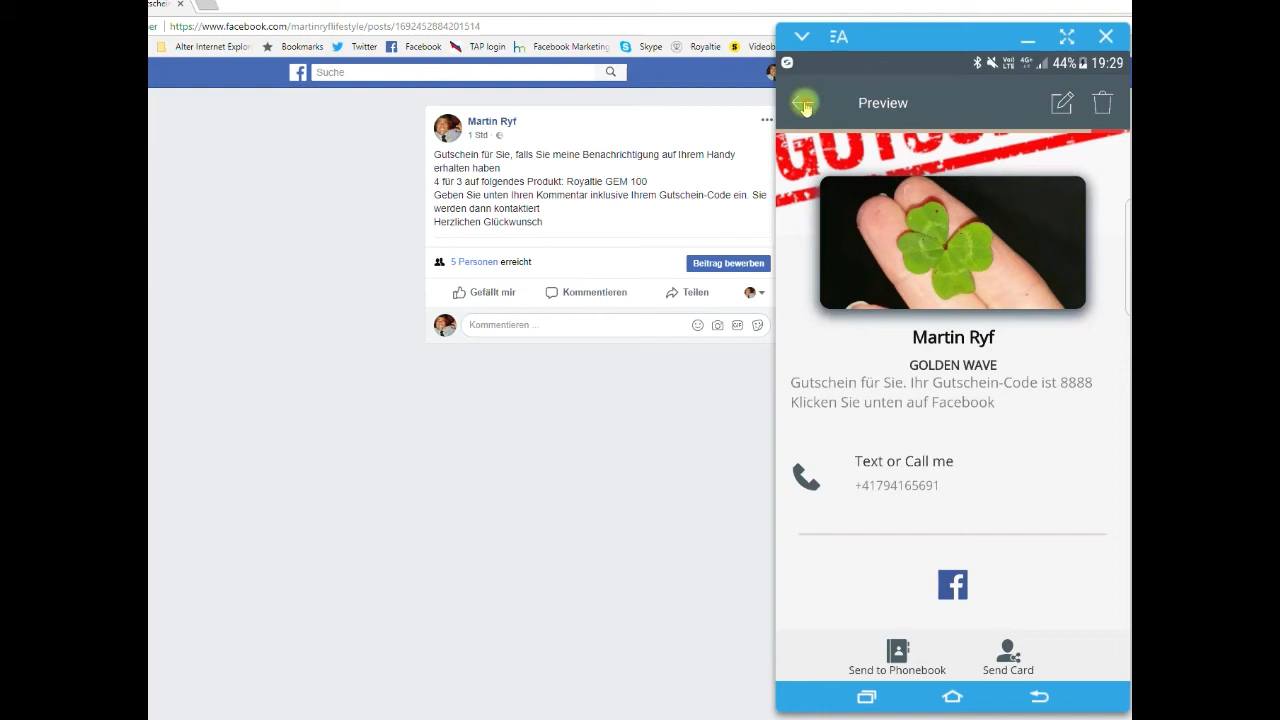 https://www.facebook.com/martinryflifestyle/posts/1692452884201514
Alter Internet Explor
Bookmarks
Twitter
Facebook
TAP login
Facebook Marketing
Skype
Royaltie
Videob
Suche
Martin Ryf
1 Std
Gutschein für Sie, falls Sie meine Benachrichtigung auf Ihrem Handy
erhalten haben
4 für 3 auf folgendes Produkt: Royaltie GEM 100
Geben Sie unten Ihren Kommentar inklusive Ihrem Gutschein-Code ein. Sie
werden dann kontaktiert
Herzlichen Glückwunsch
5 Personen erreicht
Beitrag bewerben
Gefällt mir
Kommentieren
Teilen
Kommentieren ...
44% 19:29
Preview
Martin Ryf
GOLDEN WAVE
Gutschein für Sie. Ihr Gutschein-Code ist 8888
Klicken Sie unten auf Facebook
Text or Call me
+41794165691
Send to Phonebook
Send Card